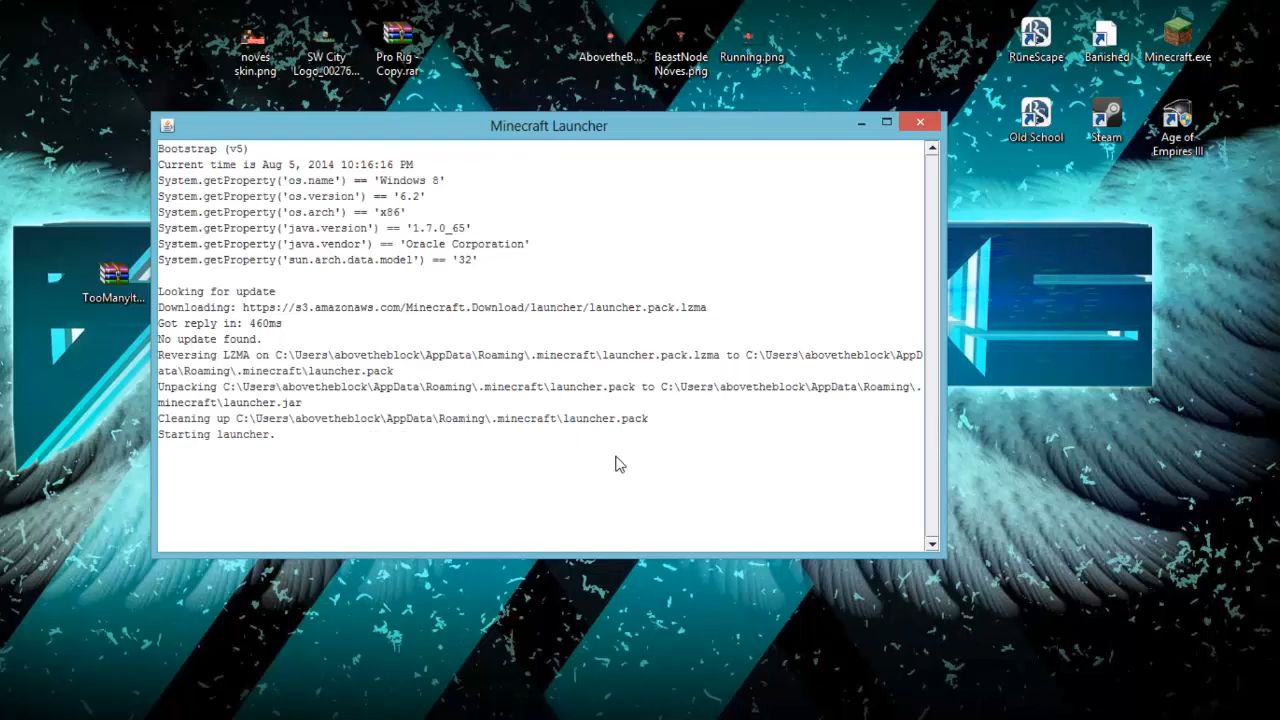 noves
skin.png
SW City
Logo_00276...
Pro Rig -
Copy.rar
AbovetheB...
BeastNode
Noves.png
Running.png
RuneScape
Banished
Minecraft.exe
Old School
Steam
Age of
Empires III
TooManyIt...
Minecraft Launcher
Bootstrap (v5)
Current time is Aug 5, 2014 10:16:16 PM
System.getProperty('os.name') == 'Windows 8'
System.getProperty('os.version') == '6.2'
System.getProperty('os.arch') == 'x86'
System.getProperty('java.version') == '1.7.0_65'
System.getProperty('java.vendor') == 'Oracle Corporation'
System.getProperty('sun.arch.data.model') == '32'
Looking for update
Downloading: https://s3.amazonaws.com/Minecraft.Download/launcher/launcher.pack.lzma
Got reply in: 460ms
No update found.
Reversing LZMA on C:\Users\abovetheblock\AppData\Roaming\.minecraft\launcher.pack.lzma to C:\Users\abovetheblock\AppD
ata\Roaming\.minecraft\launcher.pack
Unpacking C:\Users\abovetheblock\AppData\Roaming\.minecraft\launcher.pack to C:\Users\abovetheblock\AppData\Roaming\.
minecraft\launcher.jar
Cleaning up C:\Users\abovetheblock\AppData\Roaming\.minecraft\launcher.pack
Starting launcher.